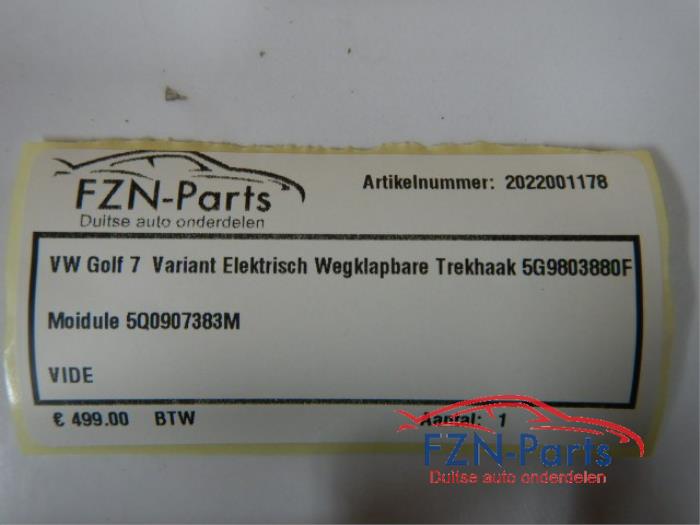 FZN-Parts
Duitse auto onderdelen
Artikelnummer: 2022001178
VW Golf 7 Variant Elektrisch Wegklapbare Trekhaak 5G9803880F
Moidule 5Q0907383M
VIDE
€ 499.00 BTW Aantal: 1
FZN-Parts
Duitse auto onderdelen